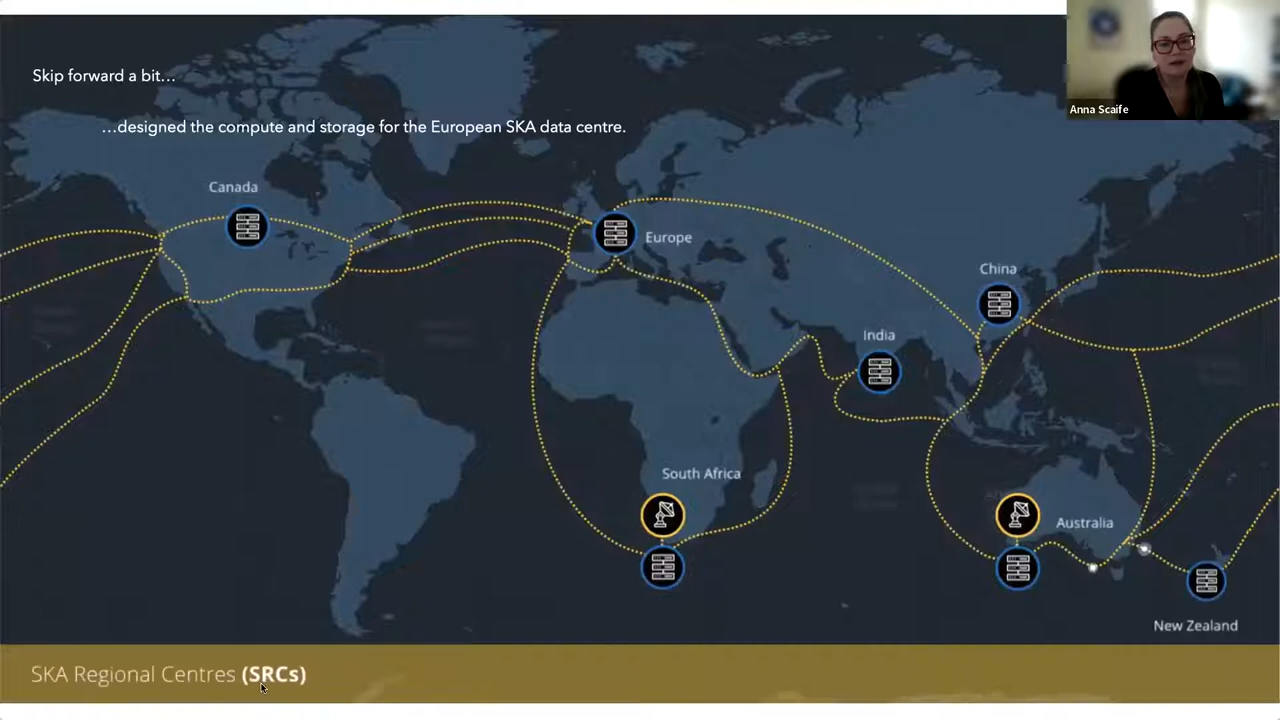 Skip forward a bit...
...designed the compute and storage for the European SKA data centre.
Anna Scaife
Canada
Europe
China
India
South Africa
Australia
New Zealand
SKA Regional Centres (SRCs)